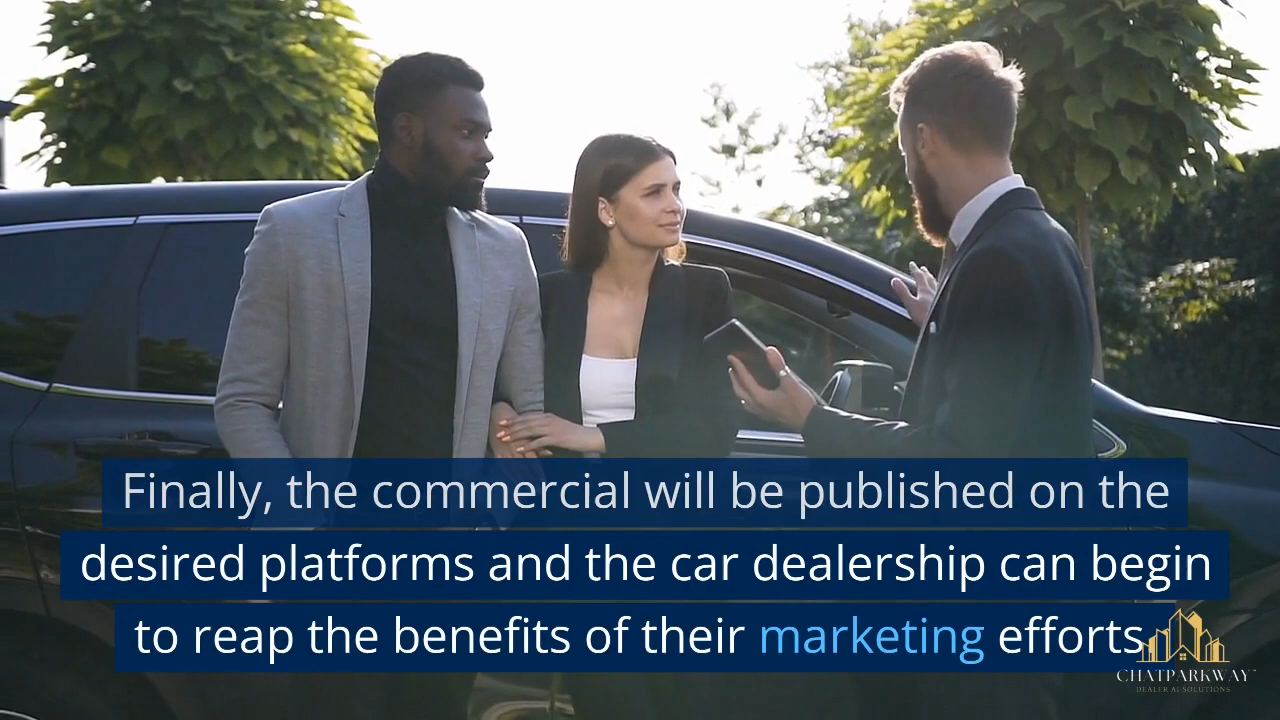 Finally, the commercial will be published on the
desired platforms and the car dealership can begin
to reap the benefits of their marketing efforts.
CHATPARKWAY™
DEALER AI SOLUTIONS